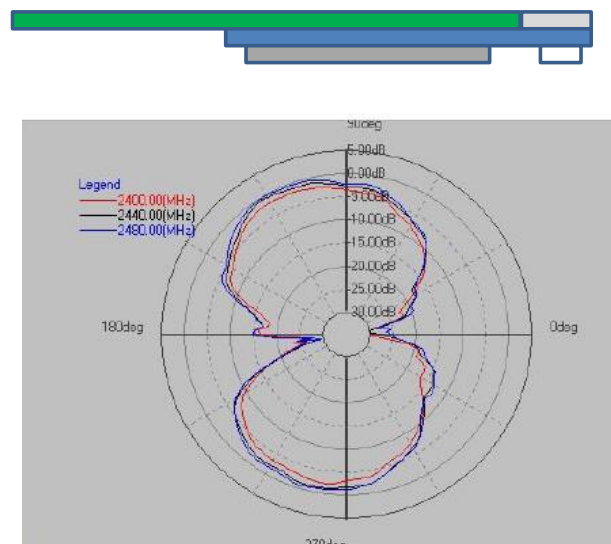 90deg
5.00dB
0.00dB
-5.00dB
-10.00dB
-15.00dB
-20.00dB
-25.00dB
-30.00dB
Legend
2400.00(MHz)
2440.00(MHz)
2480.00(MHz)
180deg
0deg
270deg